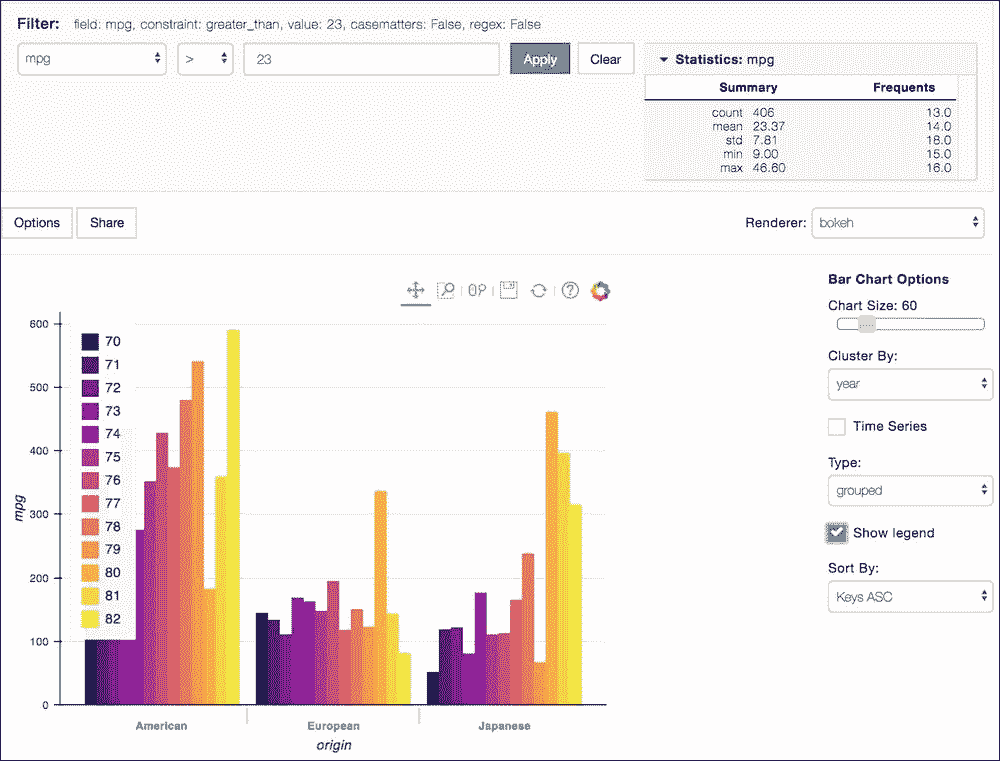 Filter: field: mpg, constraint: greater_than, value: 23, casematters: False, regex: False
mpg > 23 Apply Clear
Statistics: mpg
Summary Frequents
count 406 13.0
mean 23.37 14.0
std 7.81 18.0
min 9.00 15.0
max 46.60 16.0
Options Share Renderer: bokeh
Bar Chart Options
Chart Size: 60
Cluster By:
year
Time Series
Type:
grouped
Show legend
Sort By:
Keys ASC
600
500
400
300
200
100
0
mpg
70
71
72
73
74
75
76
77
78
79
80
81
82
American European Japanese
origin